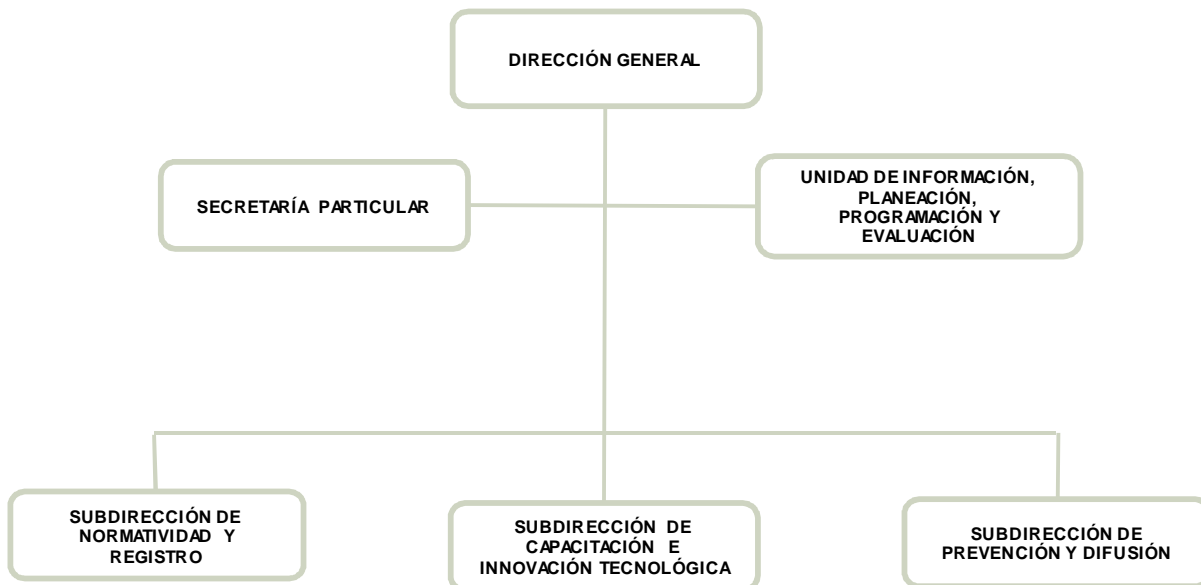 DIRECCIÓN GENERAL
SECRETARÍA PARTICULAR
UNIDAD DE INFORMACIÓN,
PLANEACIÓN,
PROGRAMACIÓN Y
EVALUACIÓN
SUBDIRECCIÓN DE
NORMATIVIDAD Y
REGISTRO
SUBDIRECCIÓN DE
CAPACITACIÓN E
INNOVACIÓN TECNOLÓGICA
SUBDIRECCIÓN DE
PREVENCIÓN Y DIFUSIÓN